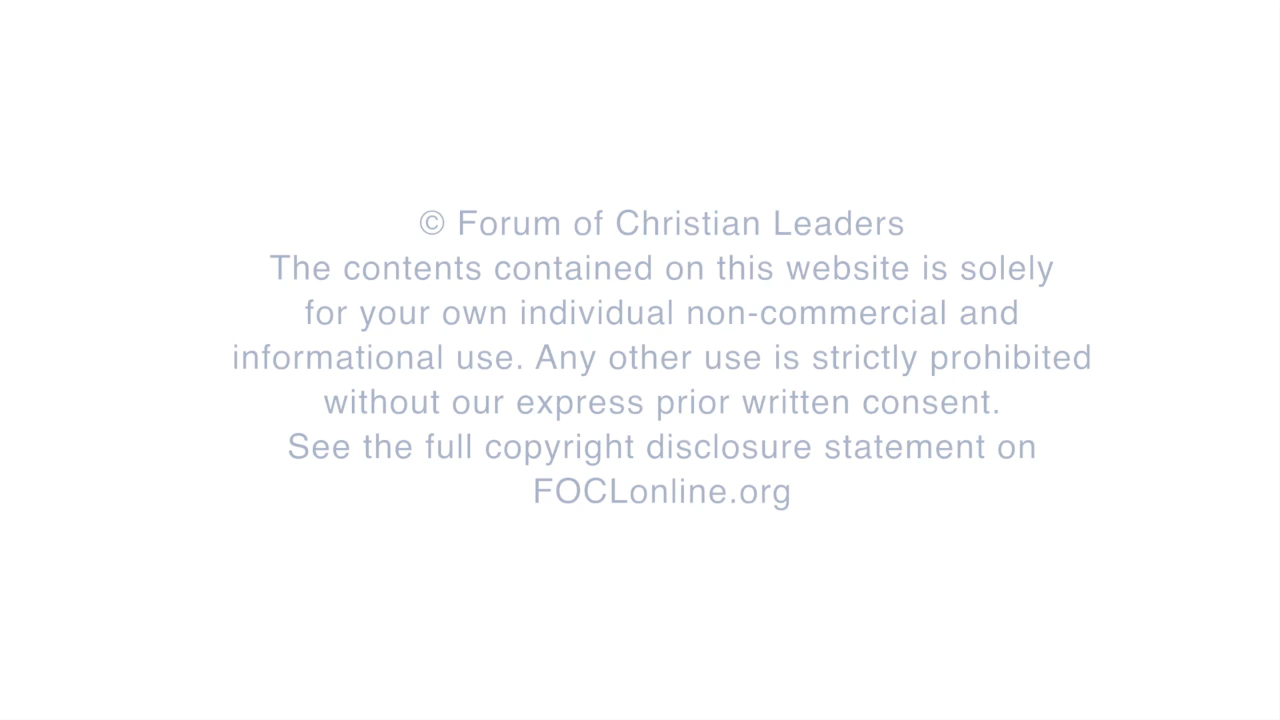 © Forum of Christian Leaders
The contents contained on this website is solely
for your own individual non-commercial and
informational use. Any other use is strictly prohibited
without our express prior written consent.
See the full copyright disclosure statement on
FOCLonline.org